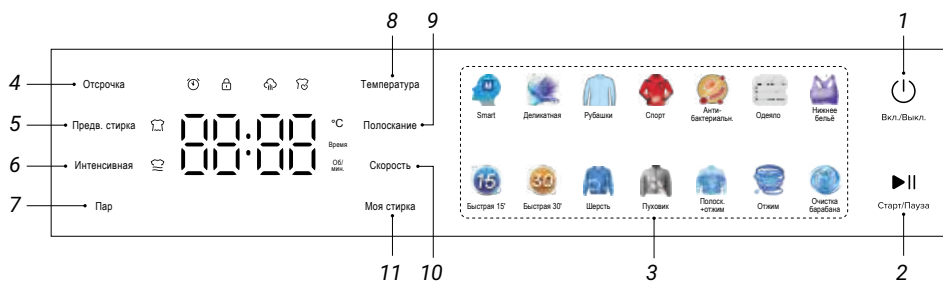 8
9
1
4
Отсрочка
Температура
Smart
Деликатная
Рубашки
Спорт
Анти-
бактериальн.
Одеяло
Нижнее
бельё
Вкл./Выкл.
5
Предв. стирка
88:88
°C
Время
Об/
мин.
Полоскание
6
Интенсивная
Скорость
7
Пар
Моя стирка
15
Быстрая 15'
30
Быстрая 30'
Шерсть
Пуховик
Полоск.
+отжим
Отжим
Очистка
барабана
Старт/Пауза
11
10
3
2